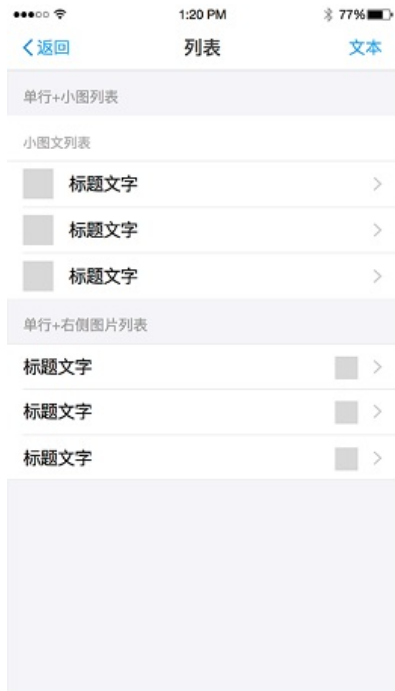 1:20 PM 77%
返回 列表 文本
单行+小图列表
小图文列表
标题文字
标题文字
标题文字
单行+右侧图片列表
标题文字
标题文字
标题文字